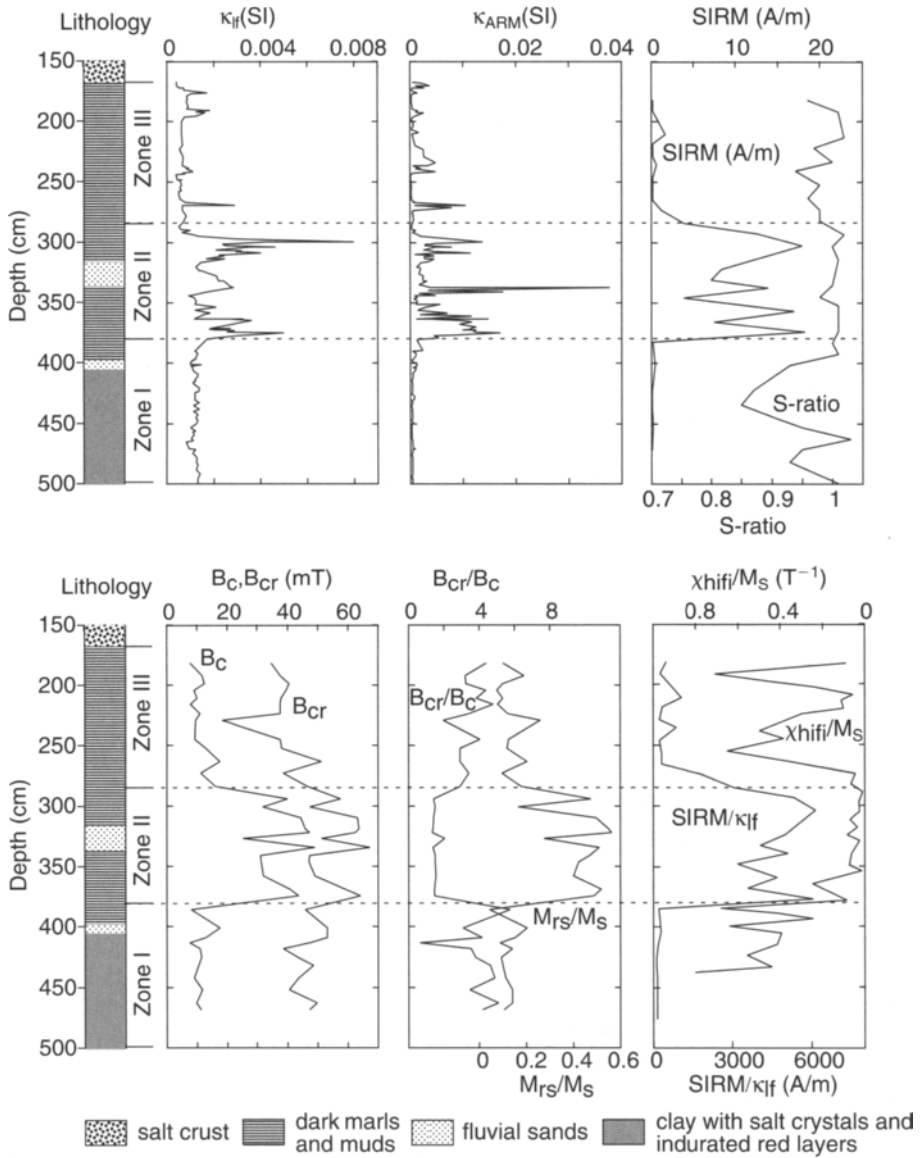 Lithology
κlf(SI)
0 0.004 0.008
κARM(SI)
0 0.02 0.04
SIRM (A/m)
0 10 20
Depth (cm)
150
200
250
300
350
400
450
500
Zone III
Zone II
Zone I
SIRM (A/m)
S-ratio
0.7 0.8 0.9 1
S-ratio
Lithology
BC,BCr (mT)
0 20 40 60
Bcr/Bc
0 4 8
χhifi/MS (T−1)
0.8 0.4 0
Depth (cm)
150
200
250
300
350
400
450
500
Zone III
Zone II
Zone I
BC
BCr
Bcr/Bc
Mrs/Ms
χhifi/MS
SIRM/κlf
0 0.2 0.4 0.6
Mrs/Ms
0 3000 6000
SIRM/κlf (A/m)
salt crust
dark marls
and muds
fluvial sands
clay with salt crystals and
indurated red layers